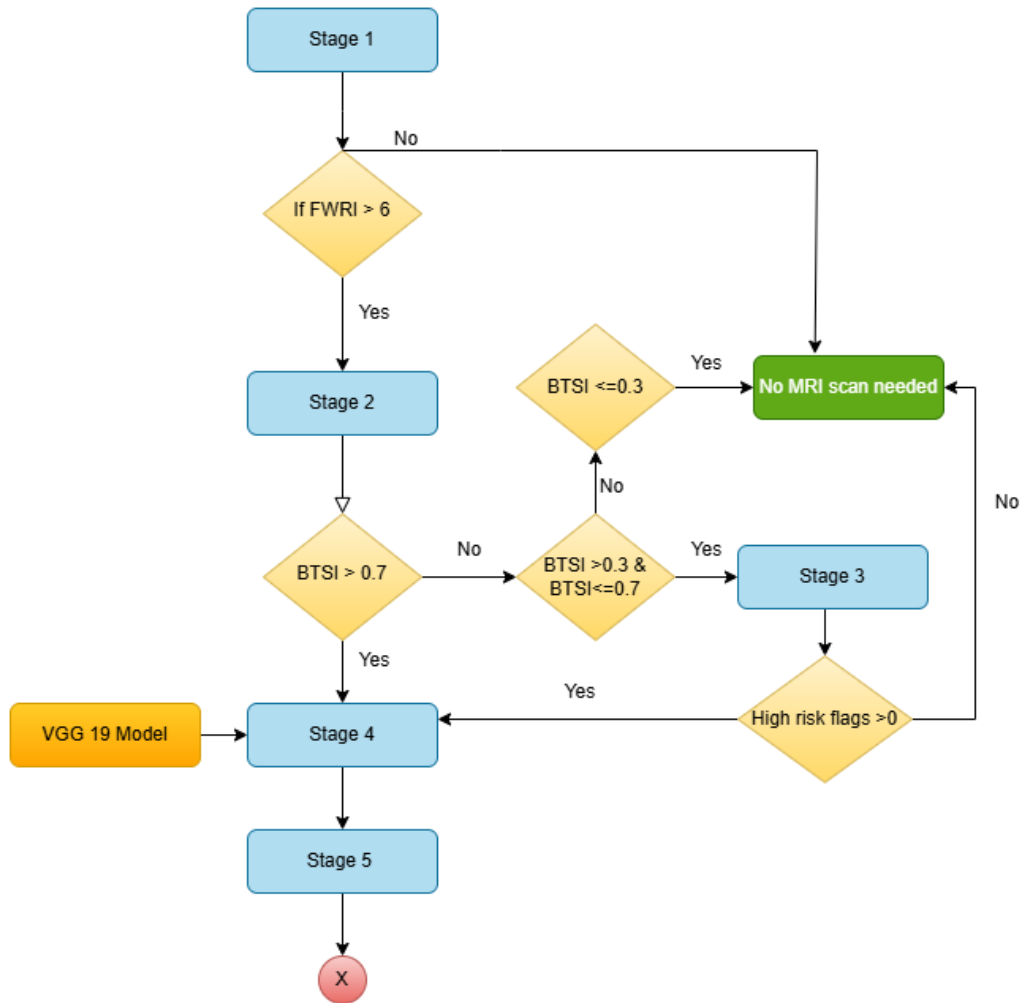 Stage 1
No
If FWRI > 6
Yes
Stage 2
BTSI <=0.3
Yes
No MRI scan needed
No
No
BTSI > 0.7
No
BTSI >0.3 &
BTSI<=0.7
Yes
Stage 3
Yes
Yes
High risk flags >0
VGG 19 Model
Stage 4
Stage 5
X